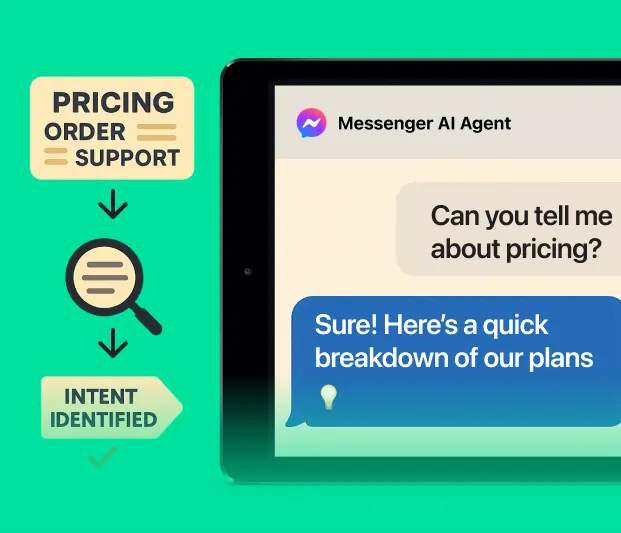 PRICING
ORDER
SUPPORT
INTENT
IDENTIFIED
Messenger AI Agent
Can you tell me
about pricing?
Sure! Here's a quick
breakdown of our plans
💡